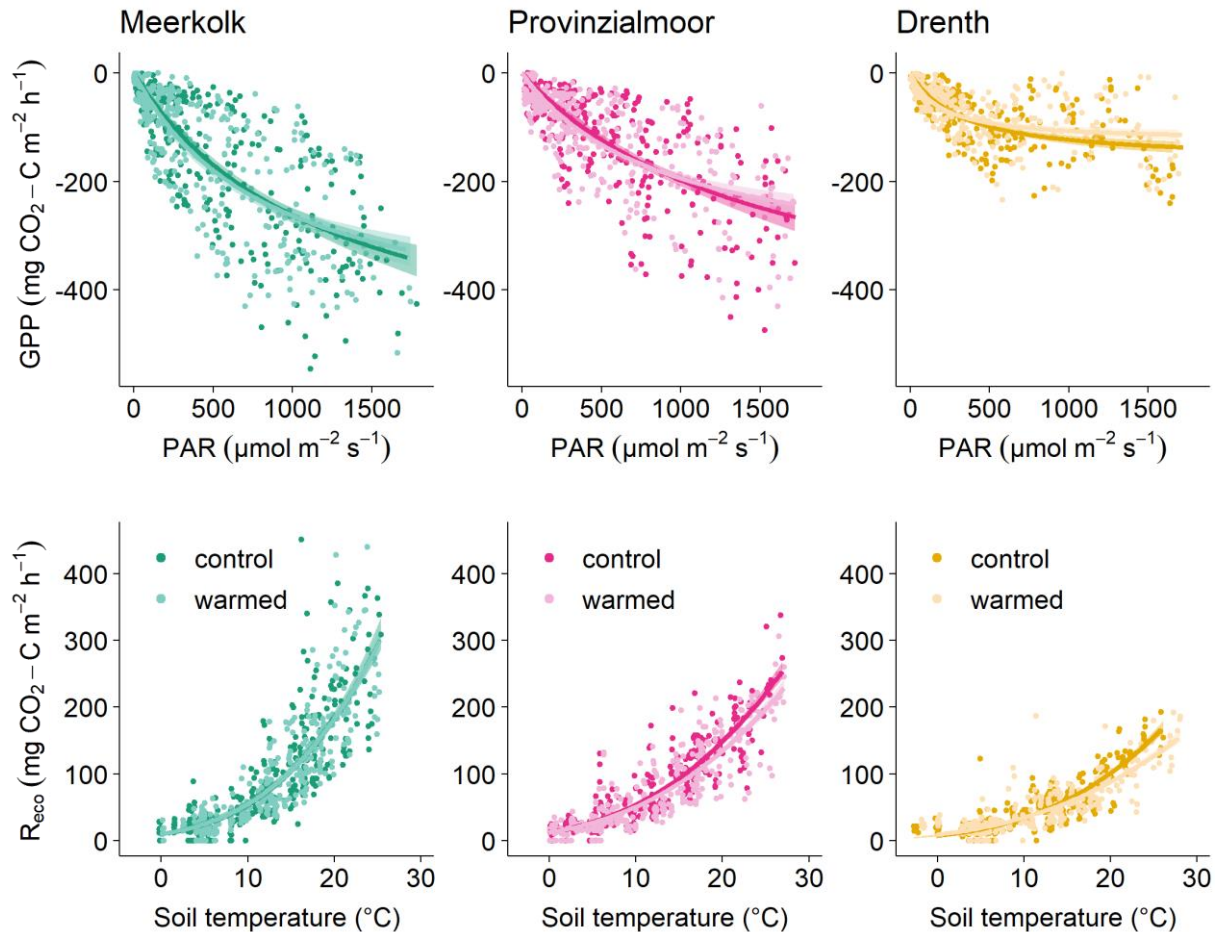 Meerkolk
Provinzialmoor
Drenth
GPP (mg CO₂ − C m⁻² h⁻¹)
0
-200
-400
0
-200
-400
0
-200
-400
0 500 1000 1500
0 500 1000 1500
0 500 1000 1500
PAR (µmol m⁻² s⁻¹)
PAR (µmol m⁻² s⁻¹)
PAR (µmol m⁻² s⁻¹)
R_eco (mg CO₂ − C m⁻² h⁻¹)
400
300
200
100
0
control
warmed
400
300
200
100
0
control
warmed
400
300
200
100
0
control
warmed
0 10 20 30
0 10 20 30
0 10 20 30
Soil temperature (°C)
Soil temperature (°C)
Soil temperature (°C)